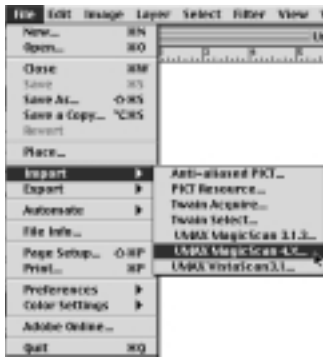 File Edit Image Layer Select Filter View
New... ⌘N
Open... ⌘O
Close ⌘W
Save ⌘S
Save As... ⇧⌘S
Save a Copy... ⌥⌘S
Revert
Place...
Import
Export
Automate
File Info...
Page Setup... ⇧⌘P
Print... ⌘P
Preferences
Color Settings
Adobe Online...
Quit ⌘Q
Anti-aliased PICT...
PICT Resource...
Twain Acquire...
Twain Select...
UMAX MagicScan 3.1.3...
UMAX MagicScan 4.X...
UMAX VistaScan3.1...